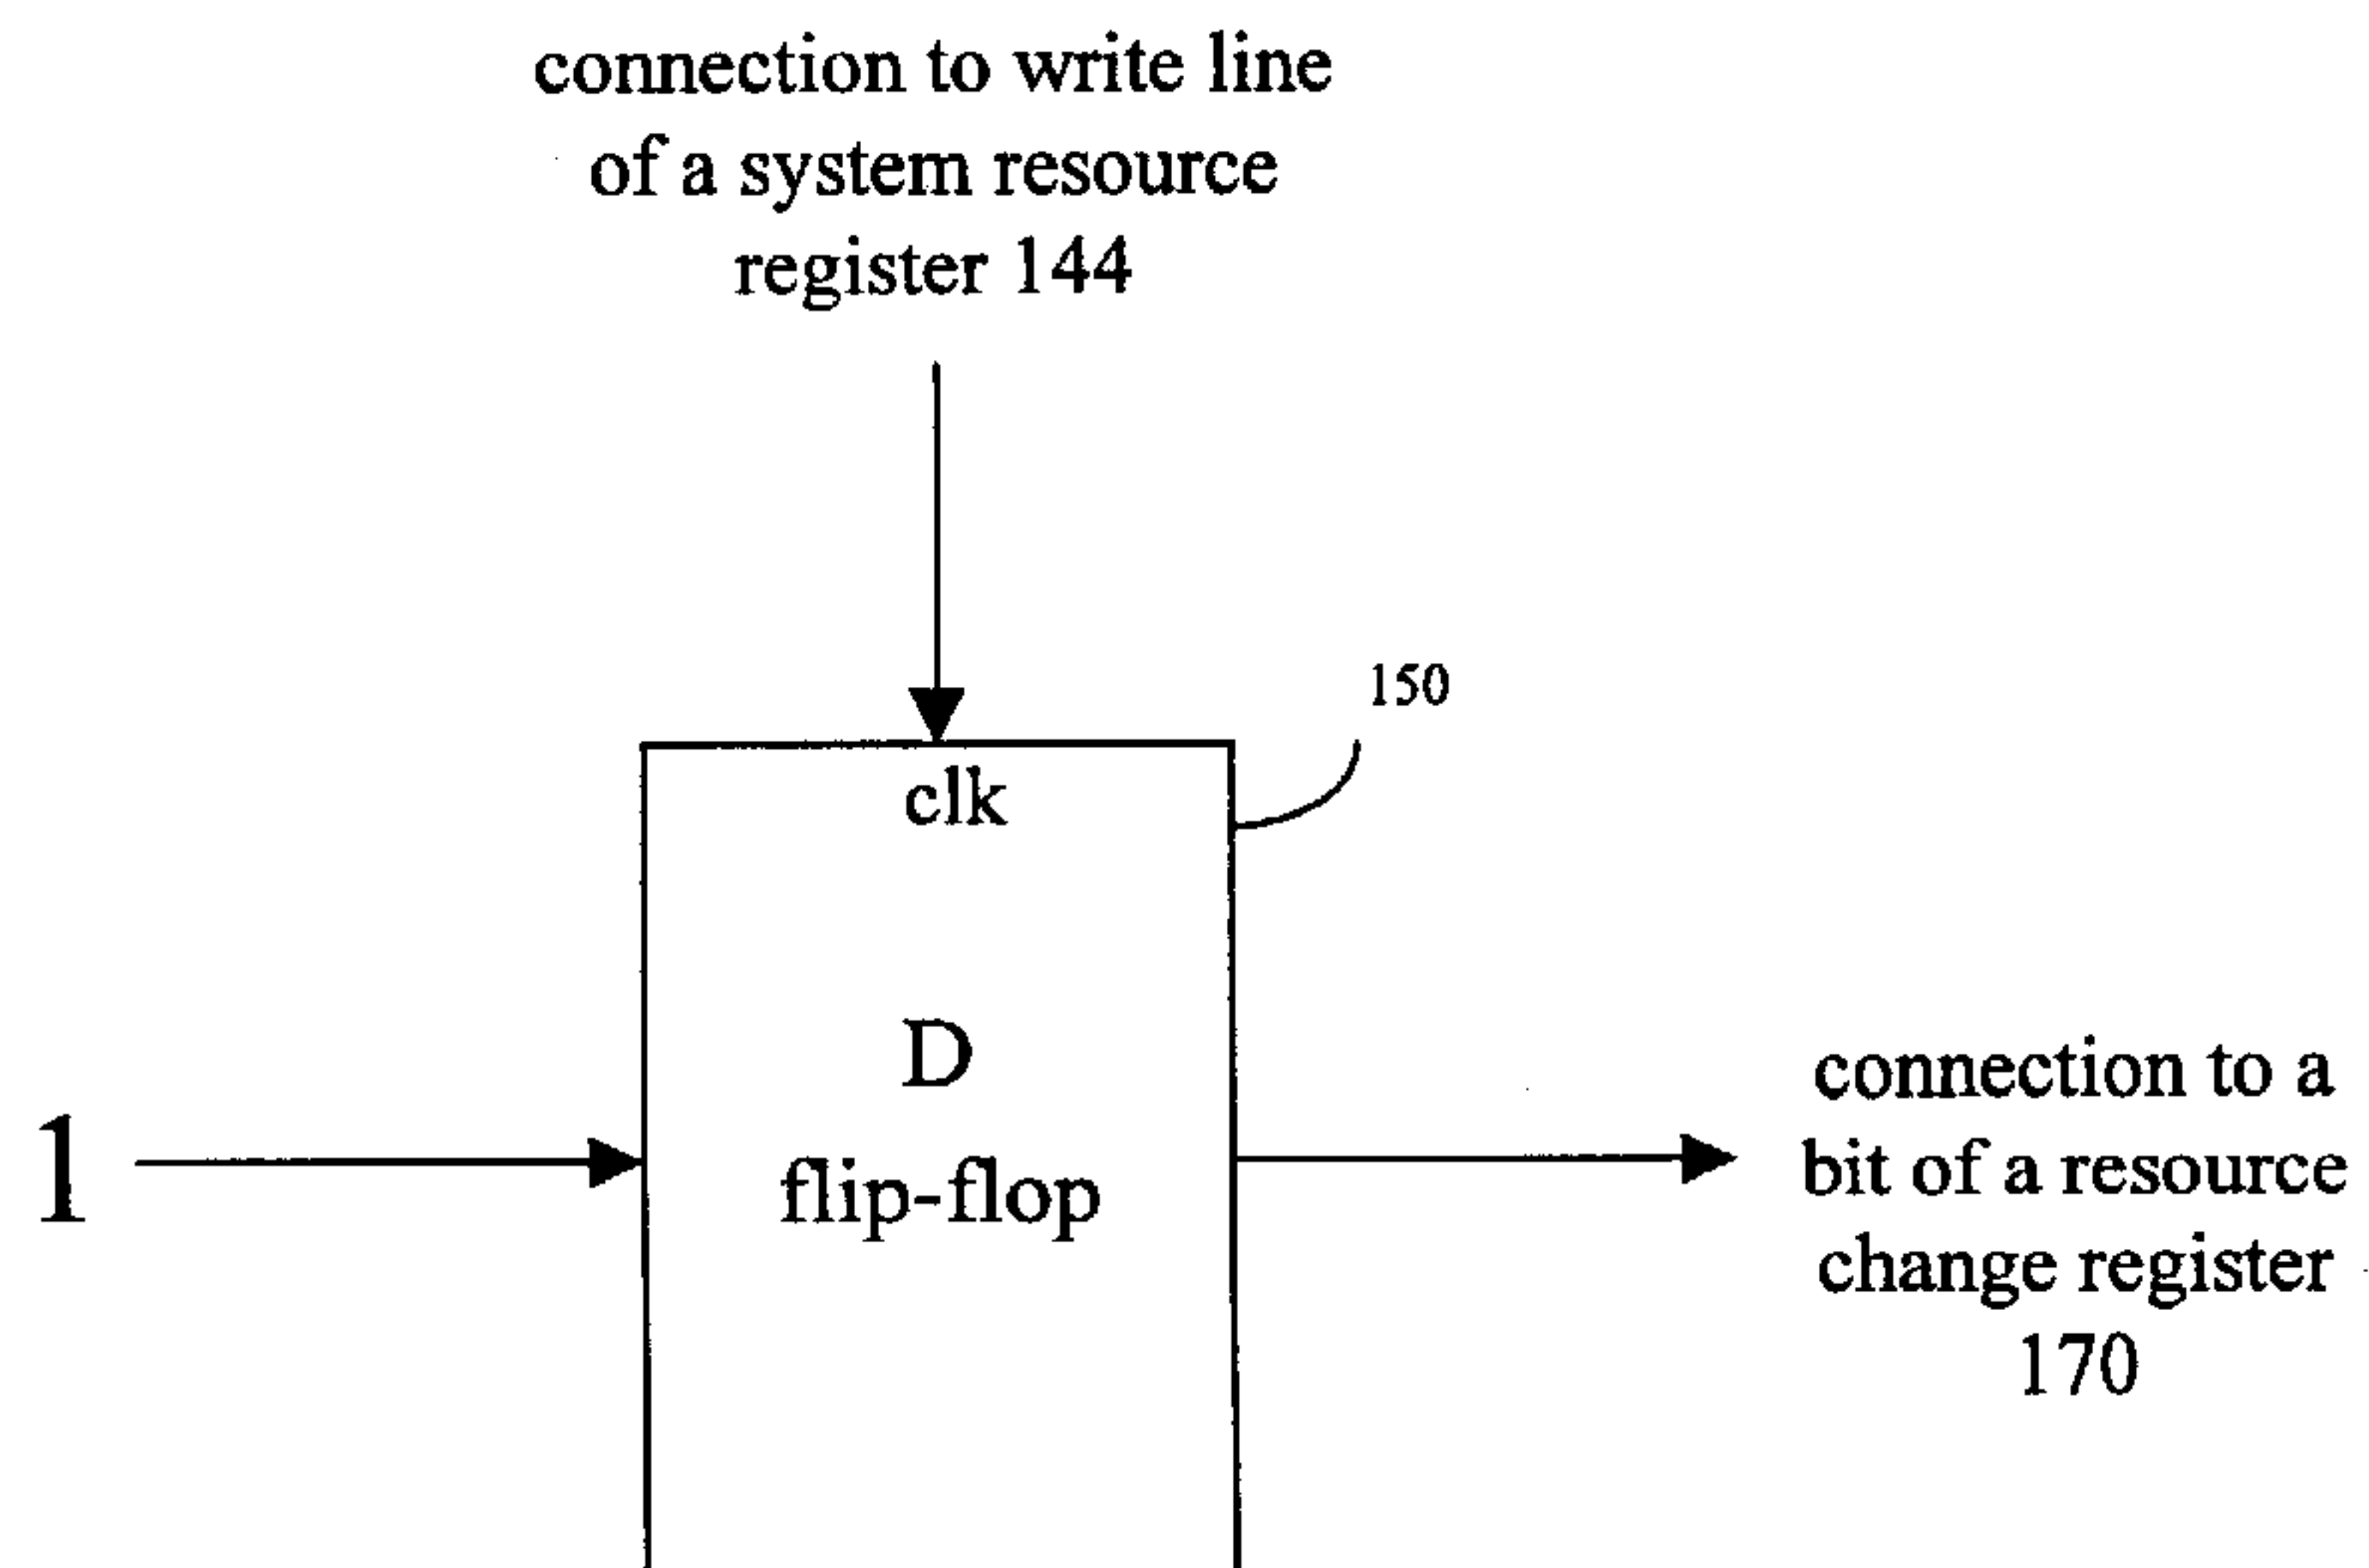 connection to write line
of a system resource
register 144
150
clk
D
flip-flop
1
connection to a
bit of a resource
change register
170